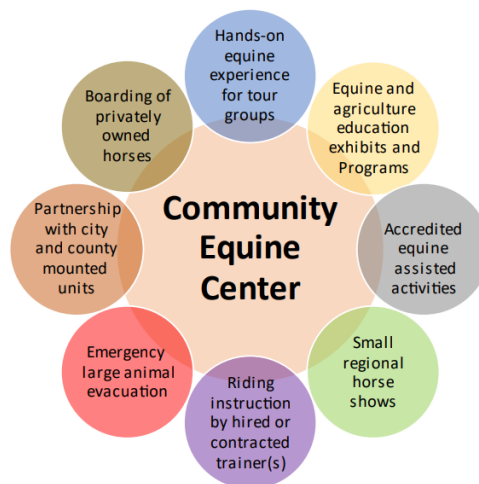 Community
Equine
Center
Hands-on
equine
experience
for tour
groups
Equine and
agriculture
education
exhibits and
Programs
Accredited
equine
assisted
activities
Small
regional
horse
shows
Riding
instruction
by hired or
contracted
trainer(s)
Emergency
large animal
evacuation
Partnership
with city
and county
mounted
units
Boarding of
privately
owned
horses